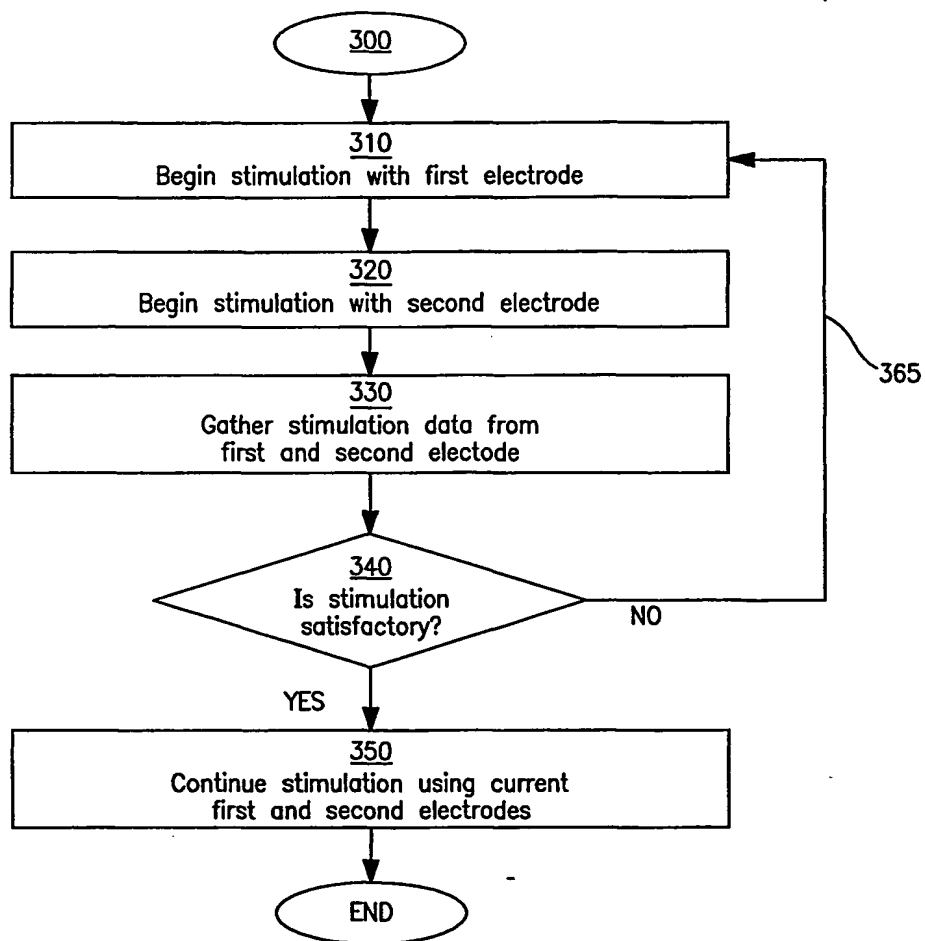 300
310
Begin stimulation with first electrode
320
Begin stimulation with second electrode
330
Gather stimulation data from
first and second electode
365
340
Is stimulation
satisfactory?
NO
YES
350
Continue stimulation using current
first and second electrodes
END